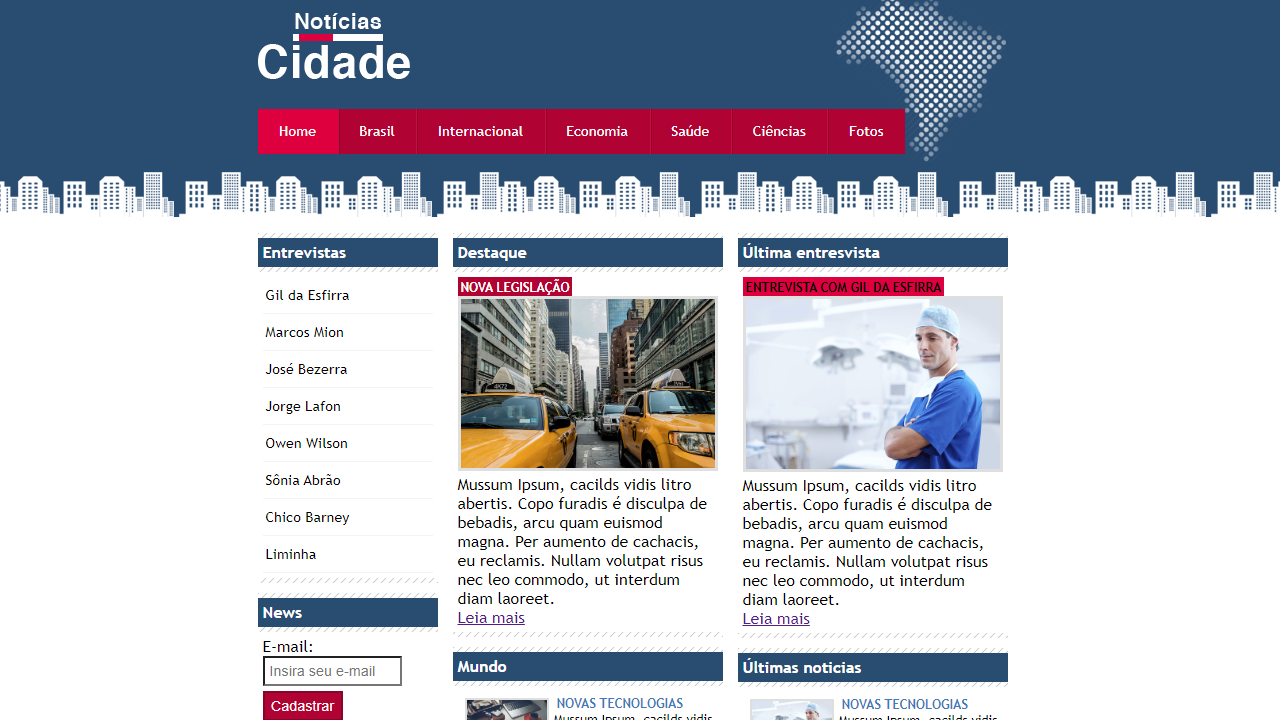 Notícias
Cidade
Home Brasil Internacional Economia Saúde Ciências Fotos
Entrevistas
Gil da Esfirra
Marcos Mion
José Bezerra
Jorge Lafon
Owen Wilson
Sônia Abrão
Chico Barney
Liminha
News
E-mail:
Insira seu e-mail
Cadastrar
Destaque
NOVA LEGISLAÇÃO
4K72
Mussum Ipsum, cacilds vidis litro
abertis. Copo furadis é disculpa de
bebadis, arcu quam euismod
magna. Per aumento de cachacis,
eu reclamis. Nullam volutpat risus
nec leo commodo, ut interdum
diam laoreet.
Leia mais
Mundo
NOVAS TECNOLOGIAS
Mussum Ipsum, cacilds vidis
Última entresvista
ENTREVISTA COM GIL DA ESFIRRA
Mussum Ipsum, cacilds vidis litro
abertis. Copo furadis é disculpa de
bebadis, arcu quam euismod
magna. Per aumento de cachacis,
eu reclamis. Nullam volutpat risus
nec leo commodo, ut interdum
diam laoreet.
Leia mais
Últimas noticias
NOVAS TECNOLOGIAS
Mussum Ipsum, cacilds vidis